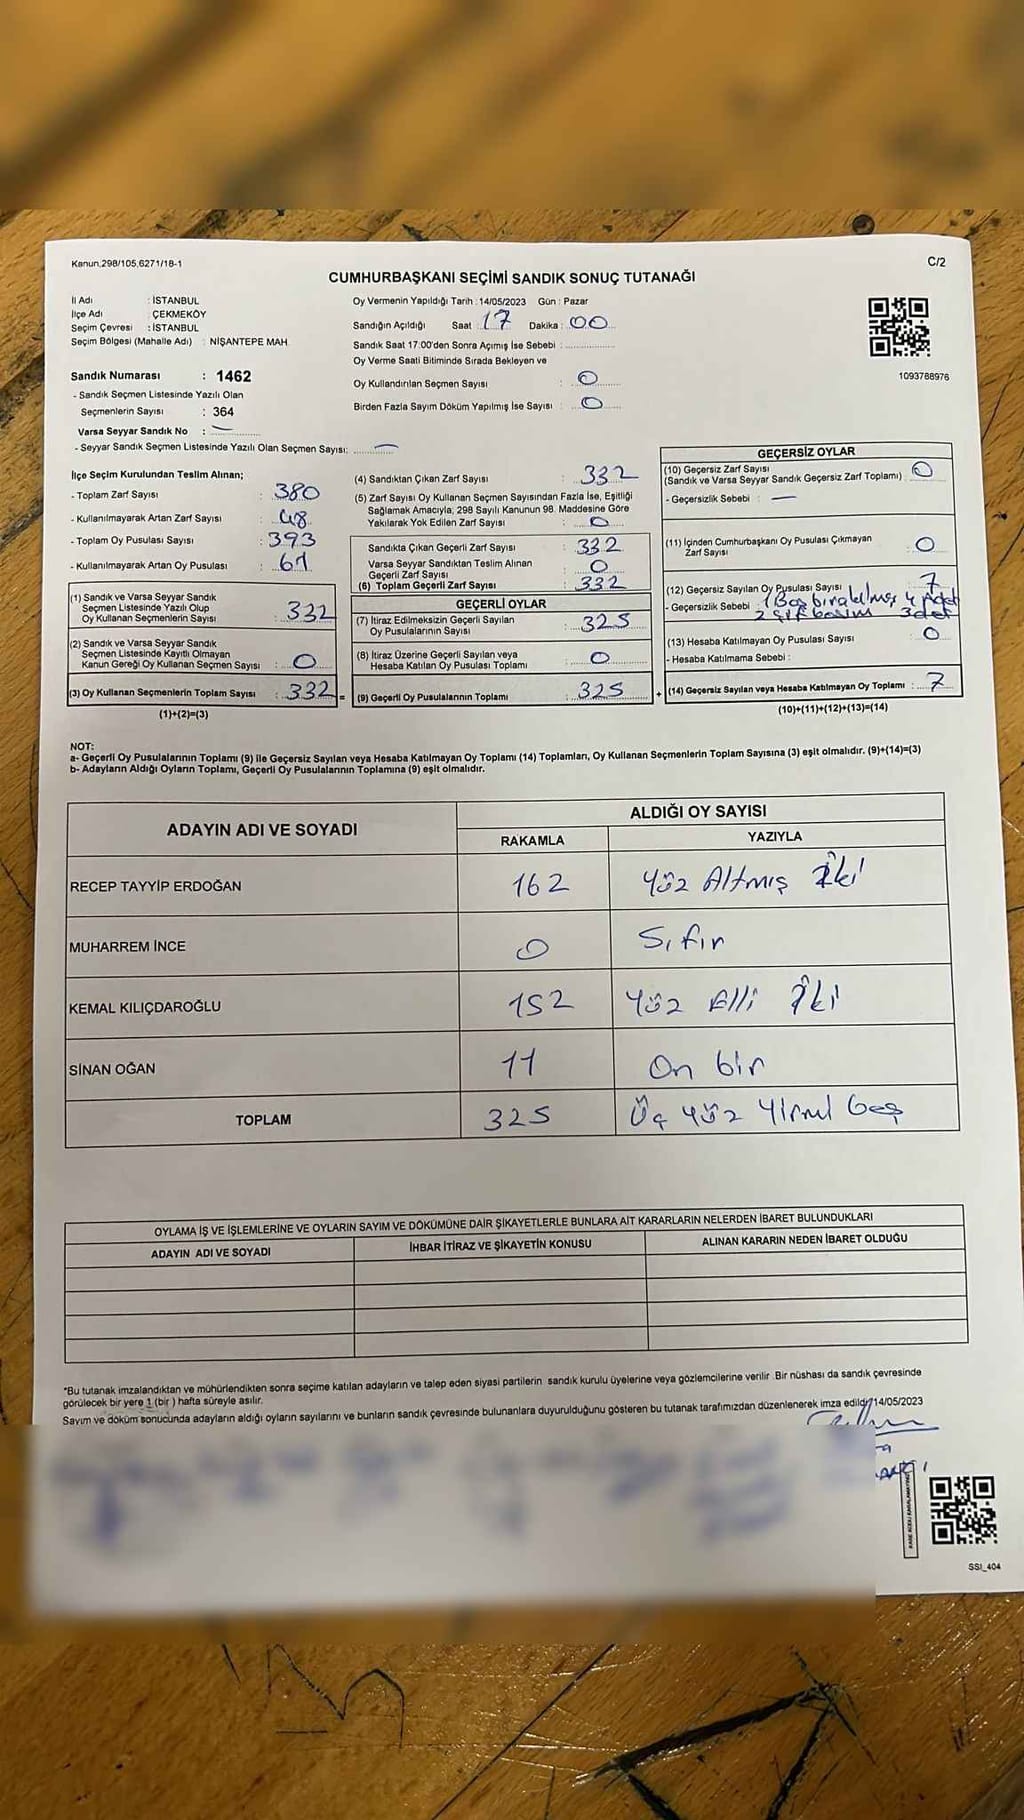 Kanun,298/105,6271/18-1
C/2
CUMHURBAŞKANI SEÇİMİ SANDIK SONUÇ TUTANAĞI
İl Adı : İSTANBUL
İlçe Adı : ÇEKMEKÖY
Seçim Çevresi : İSTANBUL
Seçim Bölgesi (Mahalle Adı) : NİŞANTEPE MAH.
Oy Vermenin Yapıldığı Tarih : 14/05/2023 Gün : Pazar
Sandığın Açıldığı Saat 17 Dakika : 00
Sandık Saat 17:00'den Sonra Açımış İse Sebebi :
Oy Verme Saati Bitiminde Sırada Bekleyen ve
Oy Kullandırılan Seçmen Sayısı : 0
Birden Fazla Sayım Döküm Yapılmış İse Sayısı : 0
1093788976
Sandık Numarası : 1462
- Sandık Seçmen Listesinde Yazılı Olan
Seçmenlerin Sayısı : 364
Varsa Seyyar Sandık No : —
- Seyyar Sandık Seçmen Listesinde Yazılı Olan Seçmen Sayısı: —
İlçe Seçim Kurulundan Teslim Alınan;
- Toplam Zarf Sayısı : 380
- Kullanılmayarak Artan Zarf Sayısı : 48
- Toplam Oy Pusulası Sayısı : 393
- Kullanılmayarak Artan Oy Pusulası : 61
(1) Sandık ve Varsa Seyyar Sandık
Seçmen Listesinde Yazılı Olup
Oy Kullanan Seçmenlerin Sayısı : 332
(2) Sandık ve Varsa Seyyar Sandık
Seçmen Listesinde Kayıtlı Olmayan
Kanun Gereği Oy Kullanan Seçmen Sayısı : 0
(3) Oy Kullanan Seçmenlerin Toplam Sayısı : 332 =
(1)+(2)=(3)
(4) Sandıktan Çıkan Zarf Sayısı : 332
(5) Zarf Sayısı Oy Kullanan Seçmen Sayısından Fazla İse, Eşitliği
Sağlamak Amacıyla; 298 Sayılı Kanunun 98. Maddesine Göre
Yakılarak Yok Edilen Zarf Sayısı : 0
Sandıkta Çıkan Geçerli Zarf Sayısı : 332
Varsa Seyyar Sandıktan Teslim Alınan
Geçerli Zarf Sayısı : 0
(6) Toplam Geçerli Zarf Sayısı : 332
GEÇERLİ OYLAR
(7) İtiraz Edilmeksizin Geçerli Sayılan
Oy Pusulalarının Sayısı : 325
(8) İtiraz Üzerine Geçerli Sayılan veya
Hesaba Katılan Oy Pusulası Toplamı : 0
(9) Geçerli Oy Pusulalarının Toplamı : 325 +
GEÇERSİZ OYLAR
(10) Geçersiz Zarf Sayısı
(Sandık ve Varsa Seyyar Sandık Geçersiz Zarf Toplamı) : 0
- Geçersizlik Sebebi : —
(11) İçinden Cumhurbaşkanı Oy Pusulası Çıkmayan
Zarf Sayısı : 0
(12) Geçersiz Sayılan Oy Pusulası Sayısı : 7
- Geçersizlik Sebebi : 1 Boş bırakılmış 4 Adet
2 Çift basım 3 adet
(13) Hesaba Katılmayan Oy Pusulası Sayısı : 0
- Hesaba Katılmama Sebebi :
(14) Geçersiz Sayılan veya Hesaba Katılmayan Oy Toplamı : 7
(10)+(11)+(12)+(13)=(14)
NOT:
a- Geçerli Oy Pusulalarının Toplamı (9) ile Geçersiz Sayılan veya Hesaba Katılmayan Oy Toplamı (14) Toplamları, Oy Kullanan Seçmenlerin Toplam Sayısına (3) eşit olmalıdır. (9)+(14)=(3)
b- Adayların Aldığı Oyların Toplamı, Geçerli Oy Pusulalarının Toplamına (9) eşit olmalıdır.
ADAYIN ADI VE SOYADI
ALDIĞI OY SAYISI
RAKAMLA YAZIYLA
RECEP TAYYİP ERDOĞAN 162 Yüz Altmış İki
MUHARREM İNCE 0 Sıfır
KEMAL KILIÇDAROĞLU 152 Yüz Elli İki
SİNAN OĞAN 11 On bir
TOPLAM 325 Üç Yüz Yirmi beş
OYLAMA İŞ VE İŞLEMLERİNE VE OYLARIN SAYIM VE DÖKÜMÜNE DAİR ŞİKAYETLERLE BUNLARA AİT KARARLARIN NELERDEN İBARET BULUNDUKLARI
ADAYIN ADI VE SOYADI İHBAR İTİRAZ VE ŞİKAYETİN KONUSU ALINAN KARARIN NEDEN İBARET OLDUĞU
*Bu tutanak imzalandıktan ve mühürlendikten sonra seçime katılan adayların ve talep eden siyasi partilerin sandık kurulu üyelerine veya gözlemcilerine verilir. Bir nüshası da sandık çevresinde
görülecek bir yere 1 (bir ) hafta süreyle asılır.
Sayım ve döküm sonucunda adayların aldığı oyların sayılarını ve bunların sandık çevresinde bulunanlara duyurulduğunu gösteren bu tutanak tarafımızdan düzenlenerek imza edildi. 14/05/2023
SSI_404